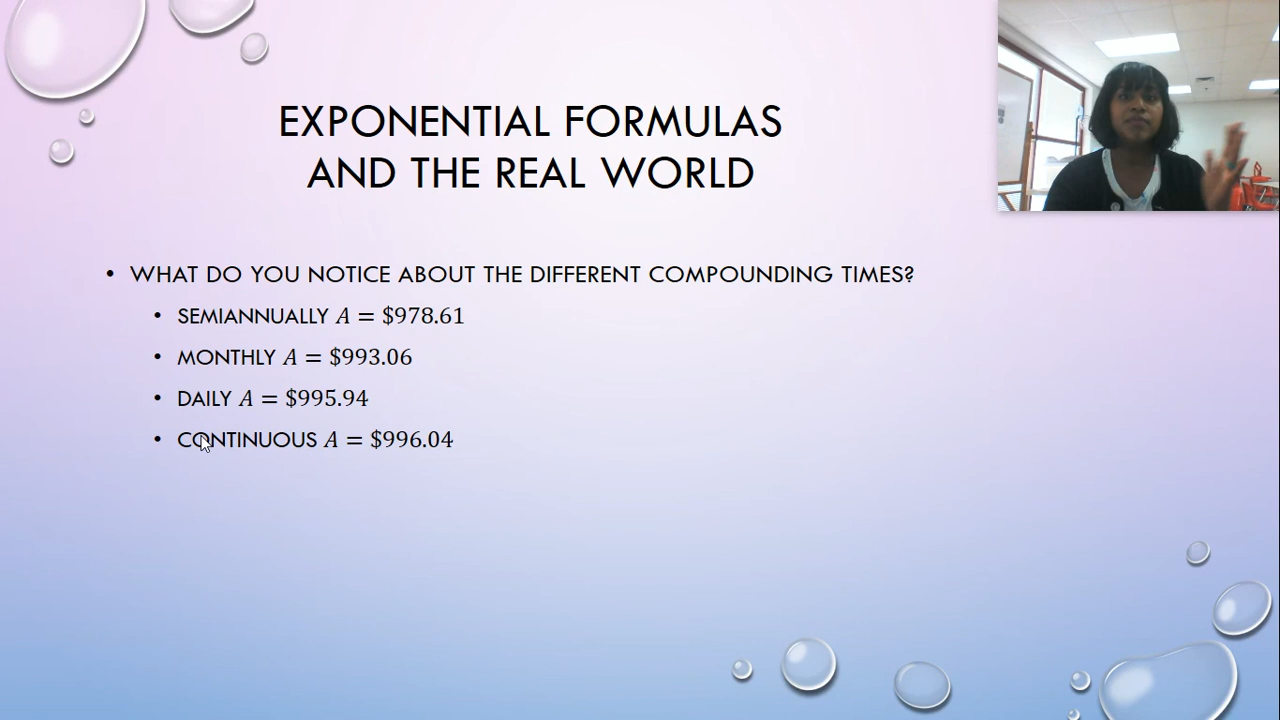 EXPONENTIAL FORMULAS
AND THE REAL WORLD
• WHAT DO YOU NOTICE ABOUT THE DIFFERENT COMPOUNDING TIMES?
• SEMIANNUALLY A = $978.61
• MONTHLY A = $993.06
• DAILY A = $995.94
• CONTINUOUS A = $996.04